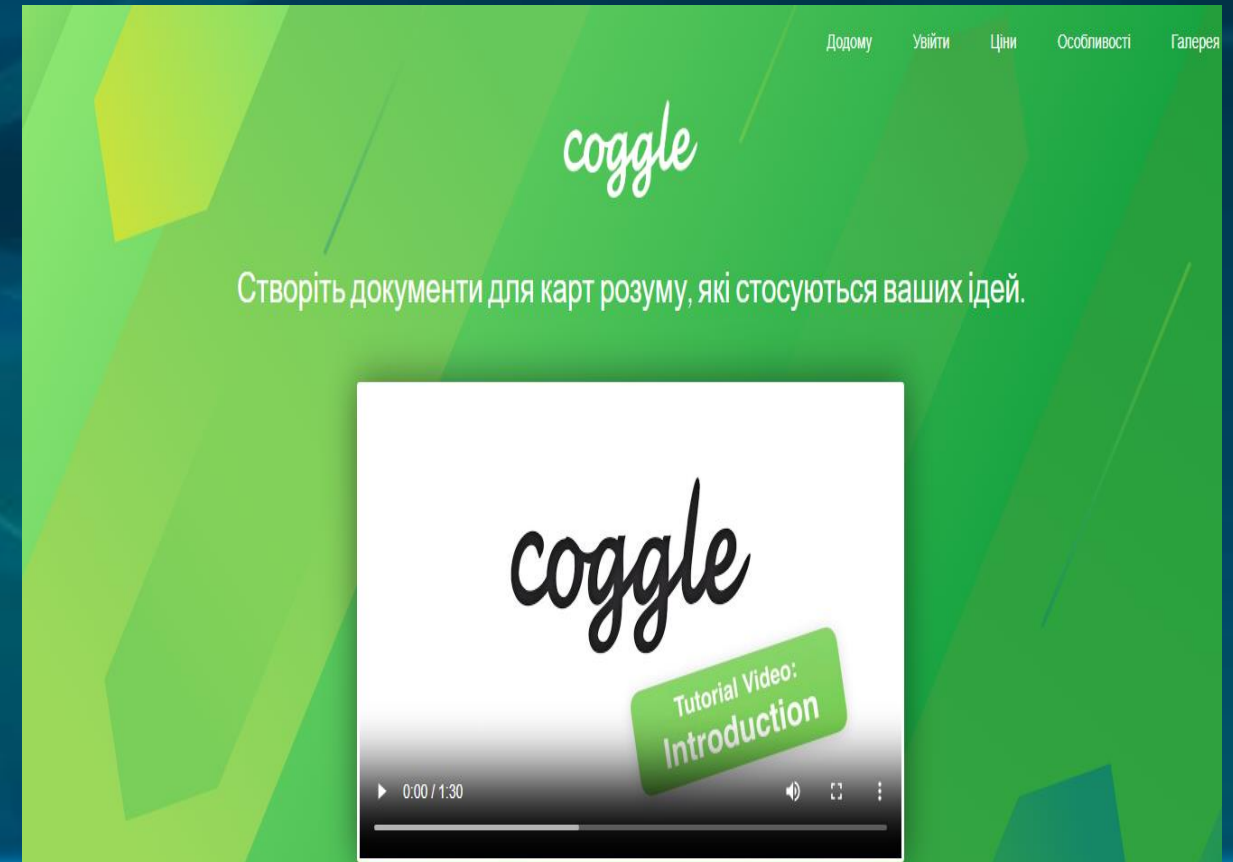 Додому Увійти Ціни Особливості Галерея
coggle
Створіть документи для карт розуму, які стосуються ваших ідей.
coggle
Tutorial Video:
Introduction
0:00 / 1:30